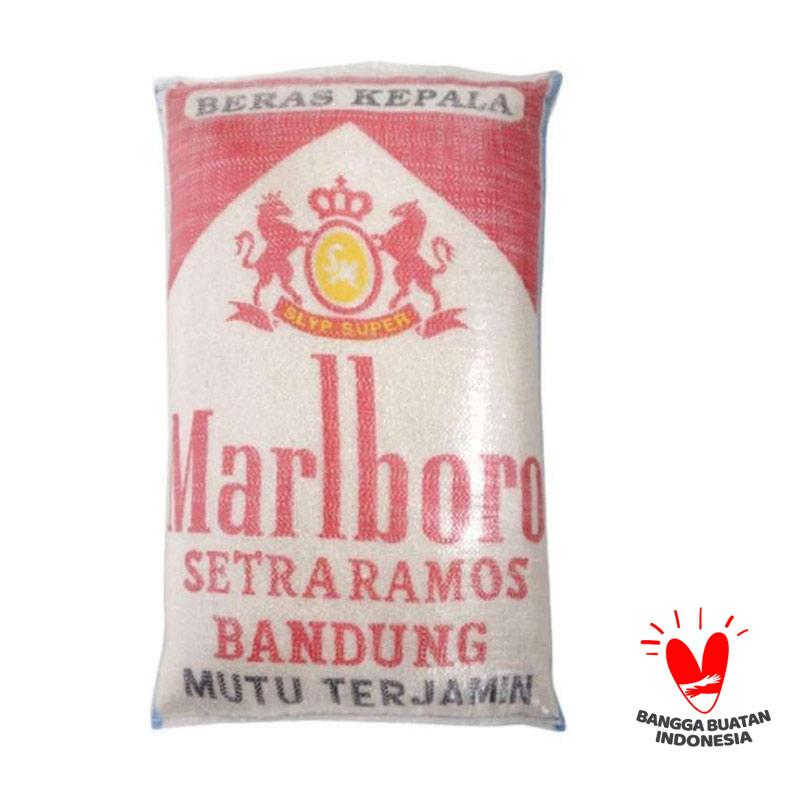 BERAS KEPALA
SLYP SUPER
Marlboro
SETRARAMOS
BANDUNG
MUTU TERJAMIN
BANGGA BUATAN
INDONESIA